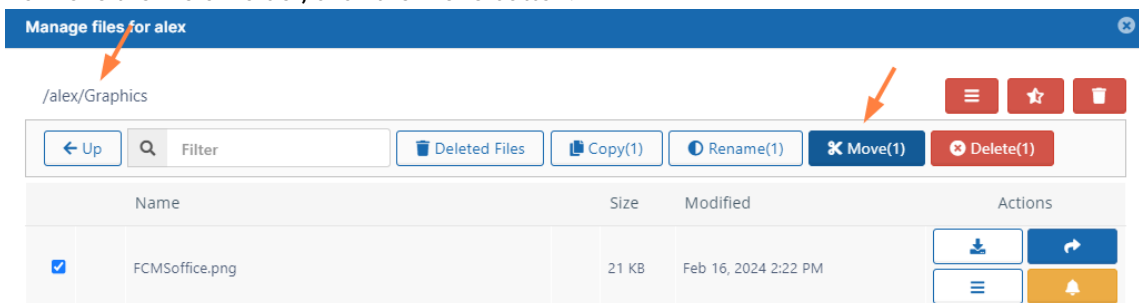 Manage files for alex
/alex/Graphics
Up Filter Deleted Files Copy(1) Rename(1) Move(1) Delete(1)
Name Size Modified Actions
FCMSoffice.png 21 KB Feb 16, 2024 2:22 PM